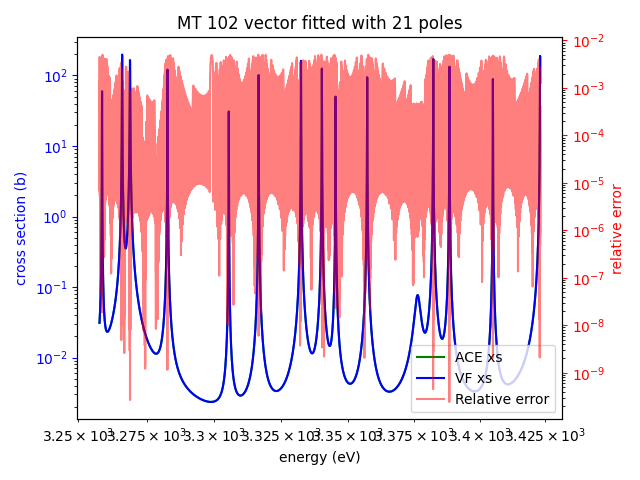 MT 102 vector fitted with 21 poles
cross section (b)
10²
10¹
10⁰
10⁻¹
10⁻²
10⁻²
10⁻³
10⁻⁴
10⁻⁵
10⁻⁶
10⁻⁷
10⁻⁸
10⁻⁹
relative error
ACE xs
VF xs
Relative error
3.25 × 10³ 3.275 × 10³ 3.3 × 10³ 3.325 × 10³ 3.35 × 10³ 3.375 × 10³ 3.4 × 10³ 3.425 × 10³
energy (eV)